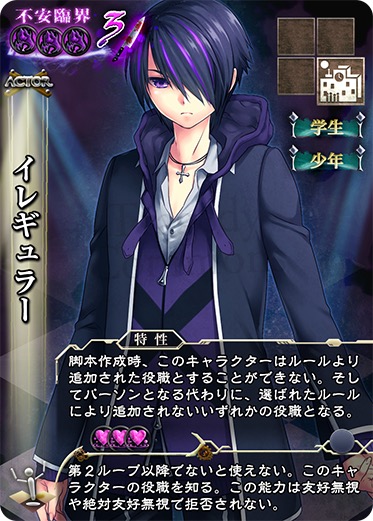 不安臨界
3
ACTOR
学生
少年
イレギュラー
特性
脚本作成時、このキャラクターはルールより
追加された役職とすることができない。そし
てパーソンとなる代わりに、選ばれたルール
により追加されないいずれかの役職となる。
第２ループ以降でないと使えない。このキャ
ラクターの役職を知る。この能力は友好無視
や絶対友好無視で拒否されない。